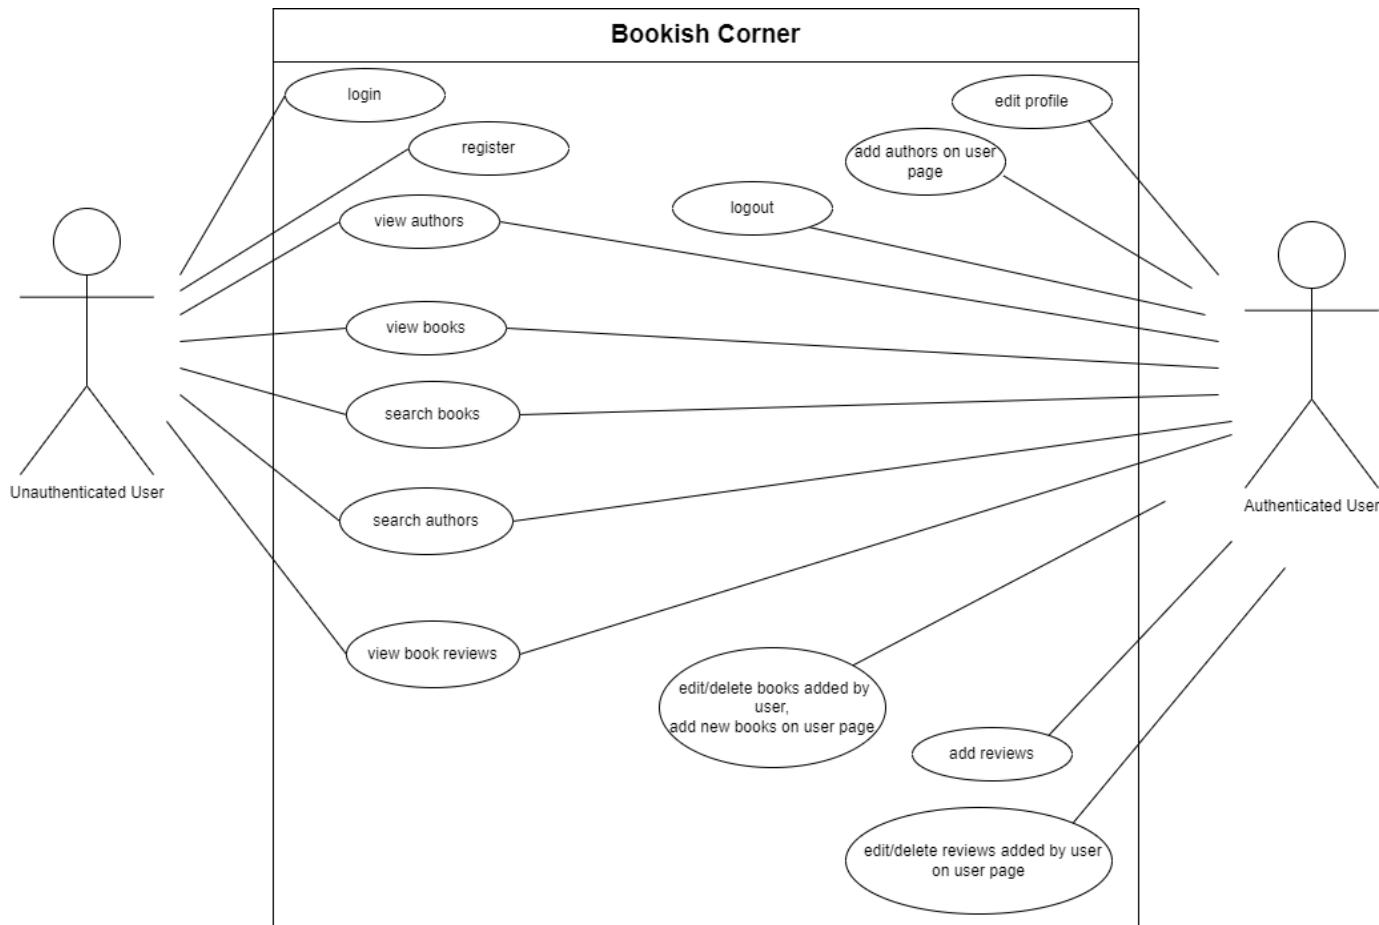 Bookish Corner
login
edit profile
register
add authors on user
page
logout
view authors
view books
search books
Unauthenticated User
Authenticated User
search authors
view book reviews
edit/delete books added by
user,
add new books on user page
add reviews
edit/delete reviews added by user
on user page